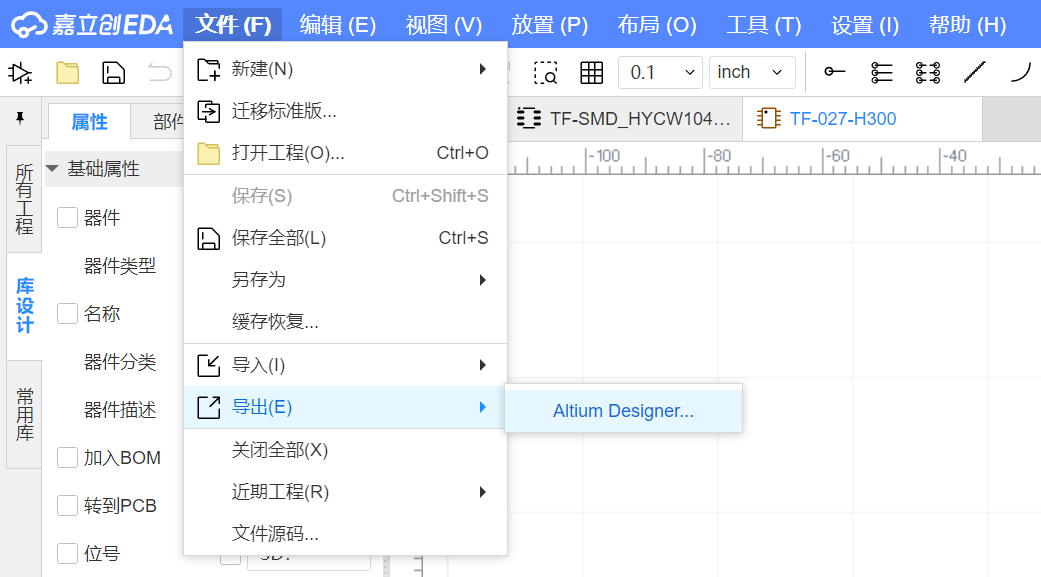 嘉立创EDA 文件 (F) 编辑 (E) 视图 (V) 放置 (P) 布局 (O) 工具 (T) 设置 (I) 帮助 (H)
0.1 inch
属性 部件
TF-SMD_HYCW104... TF-027-H300
-100 -80 -60 -40
所有工程
库设计
常用库
基础属性
器件
器件类型
名称
器件分类
器件描述
加入BOM
转到PCB
位号
新建(N)
迁移标准版...
打开工程(O)... Ctrl+O
保存(S) Ctrl+Shift+S
保存全部(L) Ctrl+S
另存为
缓存恢复...
导入(I)
导出(E)
Altium Designer...
关闭全部(X)
近期工程(R)
文件源码...